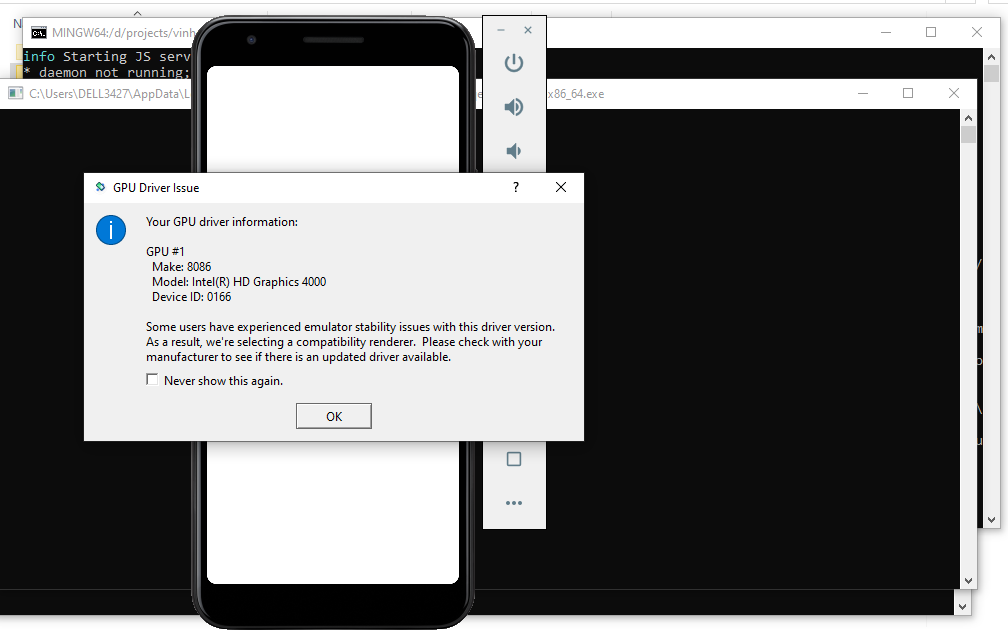 N
MINGW64:/d/projects/vinh
info Starting JS serv
* daemon not running;
C:\Users\DELL3427\AppData\L
x86_64.exe
GPU Driver Issue
?
Your GPU driver information:
GPU #1
Make: 8086
Model: Intel(R) HD Graphics 4000
Device ID: 0166
Some users have experienced emulator stability issues with this driver version.
As a result, we're selecting a compatibility renderer. Please check with your
manufacturer to see if there is an updated driver available.
Never show this again.
OK